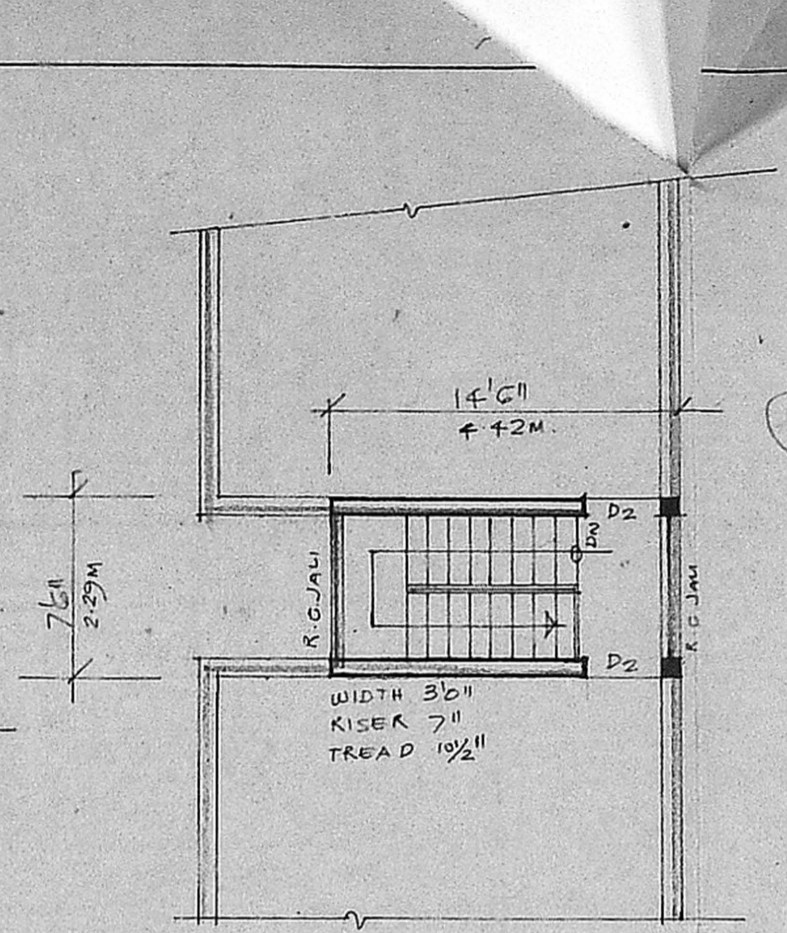 14'6"
4.42M.
D2
DN
R.C.JALI
R.C JALI
7'6"
2.29M
D2
WIDTH 3'0"
RISER 7"
TREAD 10½"